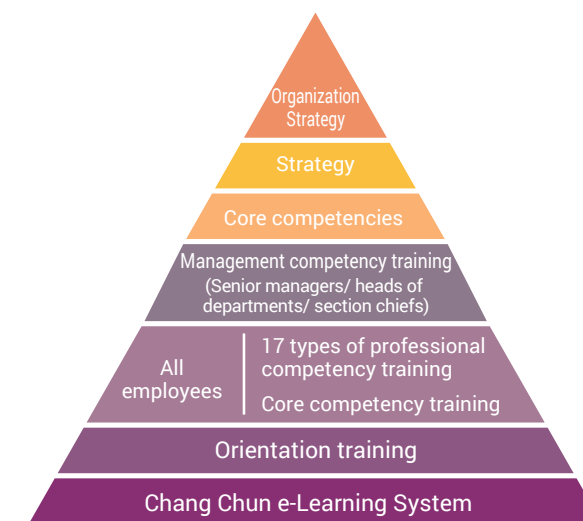 Organization
Strategy
Strategy
Core competencies
Management competency training
(Senior managers/ heads of
departments/ section chiefs)
All
employees
17 types of professional
competency training
Core competency training
Orientation training
Chang Chun e-Learning System